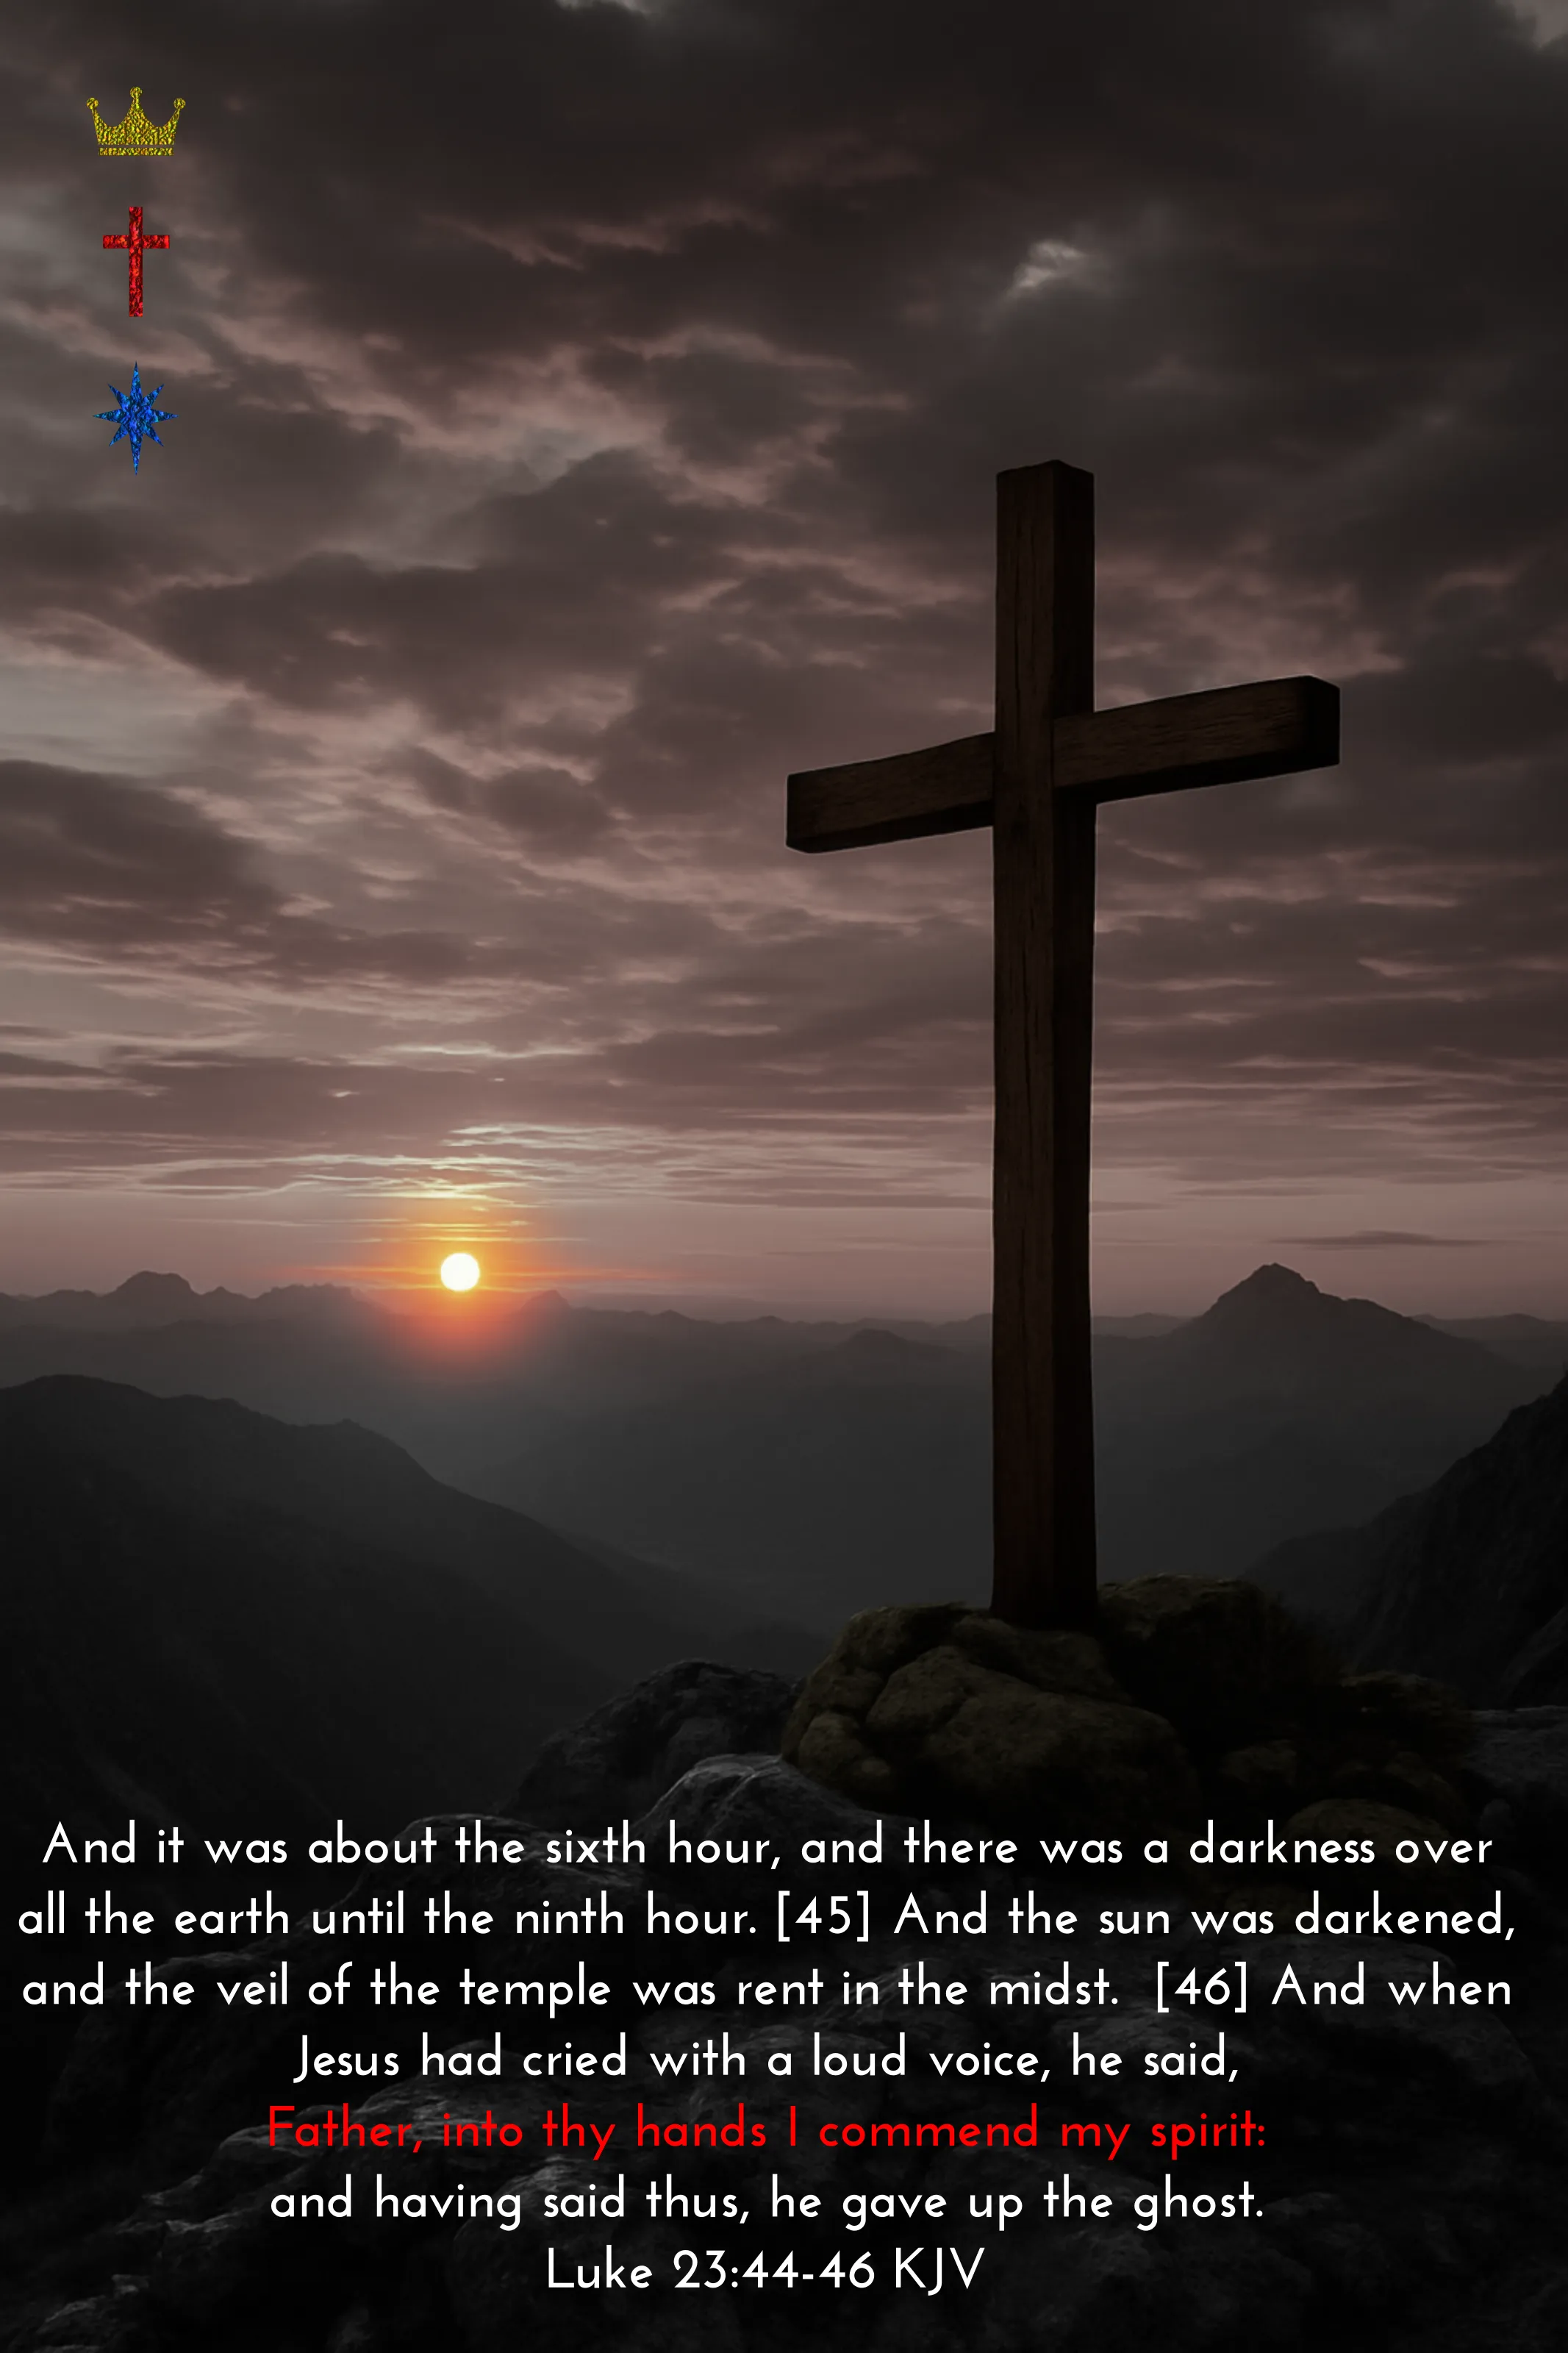 And it was about the sixth hour, and there was a darkness over
all the earth until the ninth hour. [45] And the sun was darkened,
and the veil of the temple was rent in the midst.  [46] And when
Jesus had cried with a loud voice, he said,
Father, into thy hands I commend my spirit:
and having said thus, he gave up the ghost.
Luke 23:44-46 KJV